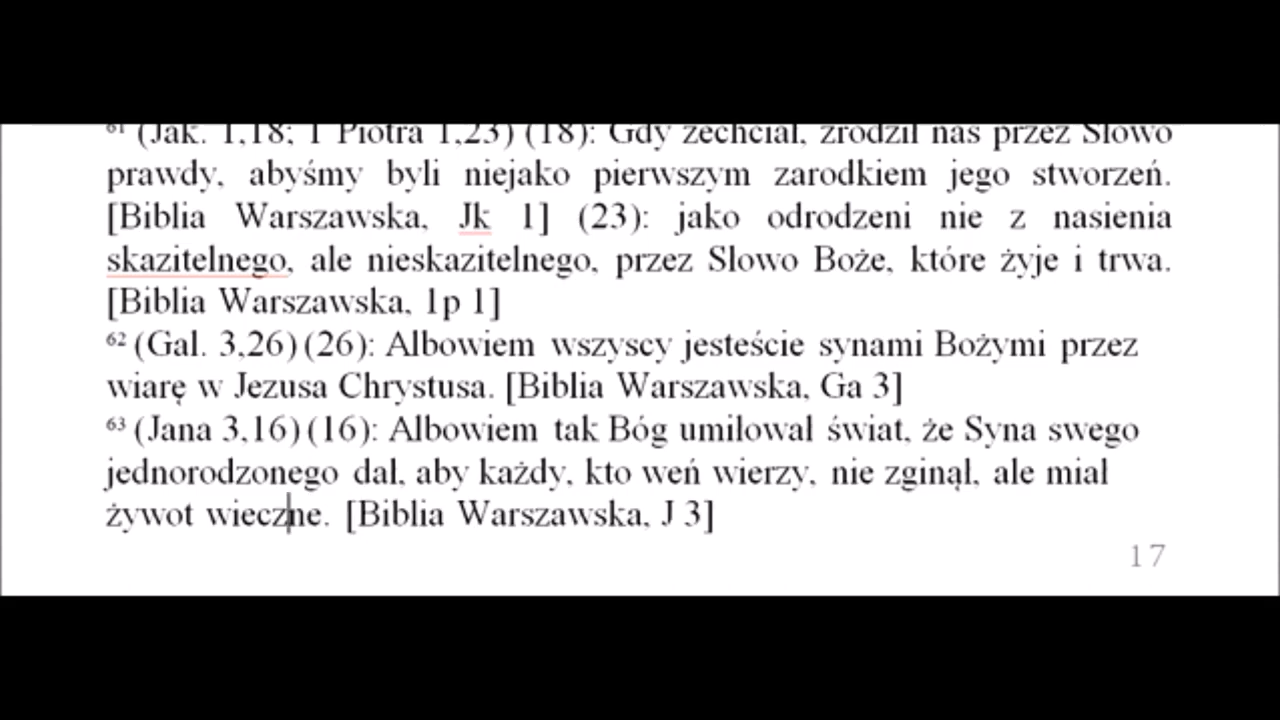 61 (Jak. 1,18; 1 Piotra 1,23) (18): Gdy zechciał, zrodził nas przez Słowo
prawdy, abyśmy byli niejako pierwszym zarodkiem jego stworzeń.
[Biblia Warszawska, Jk 1] (23): jako odrodzeni nie z nasienia
skazitelnego, ale nieskazitelnego, przez Słowo Boże, które żyje i trwa.
[Biblia Warszawska, 1p 1]
62 (Gal. 3,26) (26): Albowiem wszyscy jesteście synami Bożymi przez
wiarę w Jezusa Chrystusa. [Biblia Warszawska, Ga 3]
63 (Jana 3,16) (16): Albowiem tak Bóg umiłował świat, że Syna swego
jednorodzonego dał, aby każdy, kto weń wierzy, nie zginął, ale miał
żywot wieczne. [Biblia Warszawska, J 3]
17